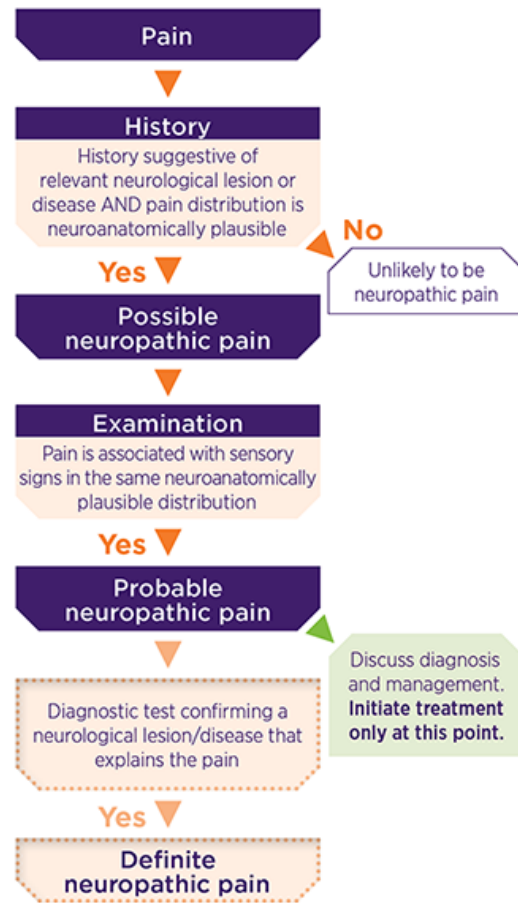 Pain
History
History suggestive of
relevant neurological lesion or
disease AND pain distribution is
neuroanatomically plausible
No
Unlikely to be
neuropathic pain
Yes
Possible
neuropathic pain
Examination
Pain is associated with sensory
signs in the same neuroanatomically
plausible distribution
Yes
Probable
neuropathic pain
Discuss diagnosis
and management.
Initiate treatment
only at this point.
Diagnostic test confirming a
neurological lesion/disease that
explains the pain
Yes
Definite
neuropathic pain